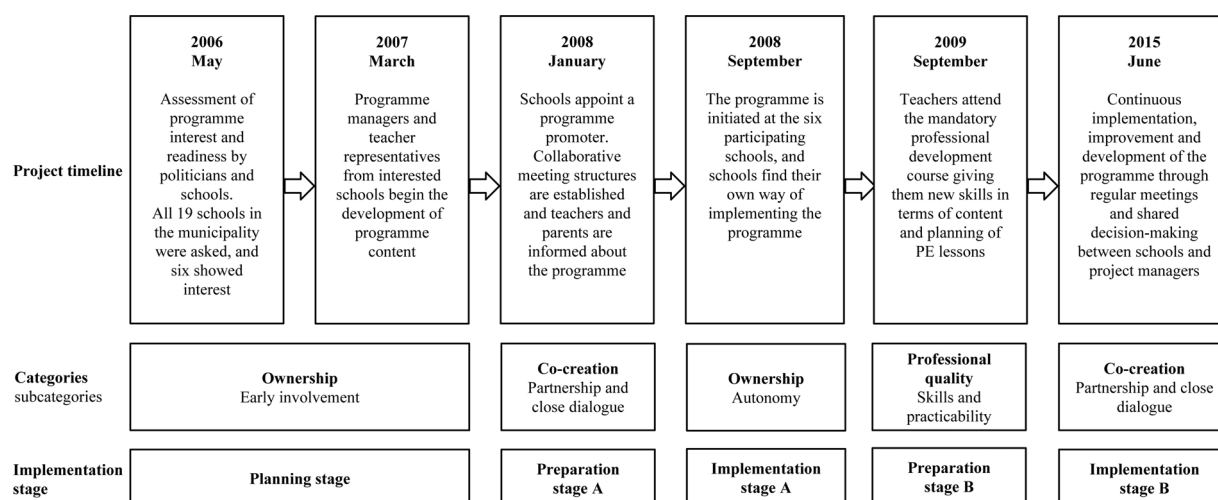 2006
May
Assessment of
programme
interest and
readiness by
politicians and
schools.
All 19 schools in
the municipality
were asked, and
six showed
interest
2007
March
Programme
managers and
teacher
representatives
from interested
schools begin the
development of
programme
content
2008
January
Schools appoint a
programme
promoter.
Collaborative
meeting structures
are established
and teachers and
parents are
informed about
the programme
2008
September
The programme is
initiated at the six
participating
schools, and
schools find their
own way of
implementing the
programme
2009
September
Teachers attend
the mandatory
professional
development
course giving
them new skills in
terms of content
and planning of
PE lessons
2015
June
Continuous
implementation,
improvement and
development of the
programme through
regular meetings
and shared
decision-making
between schools and
project managers
Project timeline
Categories
subcategories
Ownership
Early involvement
Co-creation
Partnership and
close dialogue
Ownership
Autonomy
Professional
quality
Skills and
practicability
Co-creation
Partnership and close
dialogue
Implementation
stage
Planning stage
Preparation
stage A
Implementation
stage A
Preparation
stage B
Implementation
stage B